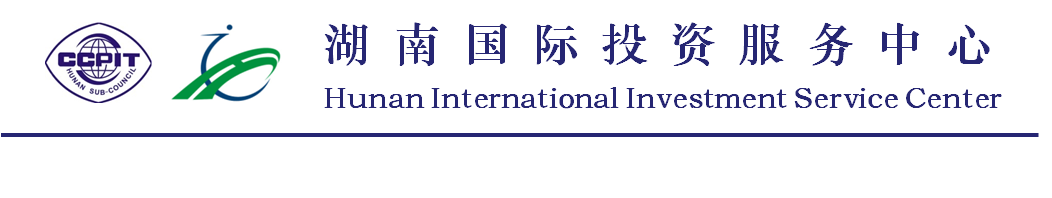 CCPIT
HUNAN SUB-COUNCIL
湖南国际投资服务中心
Hunan International Investment Service Center